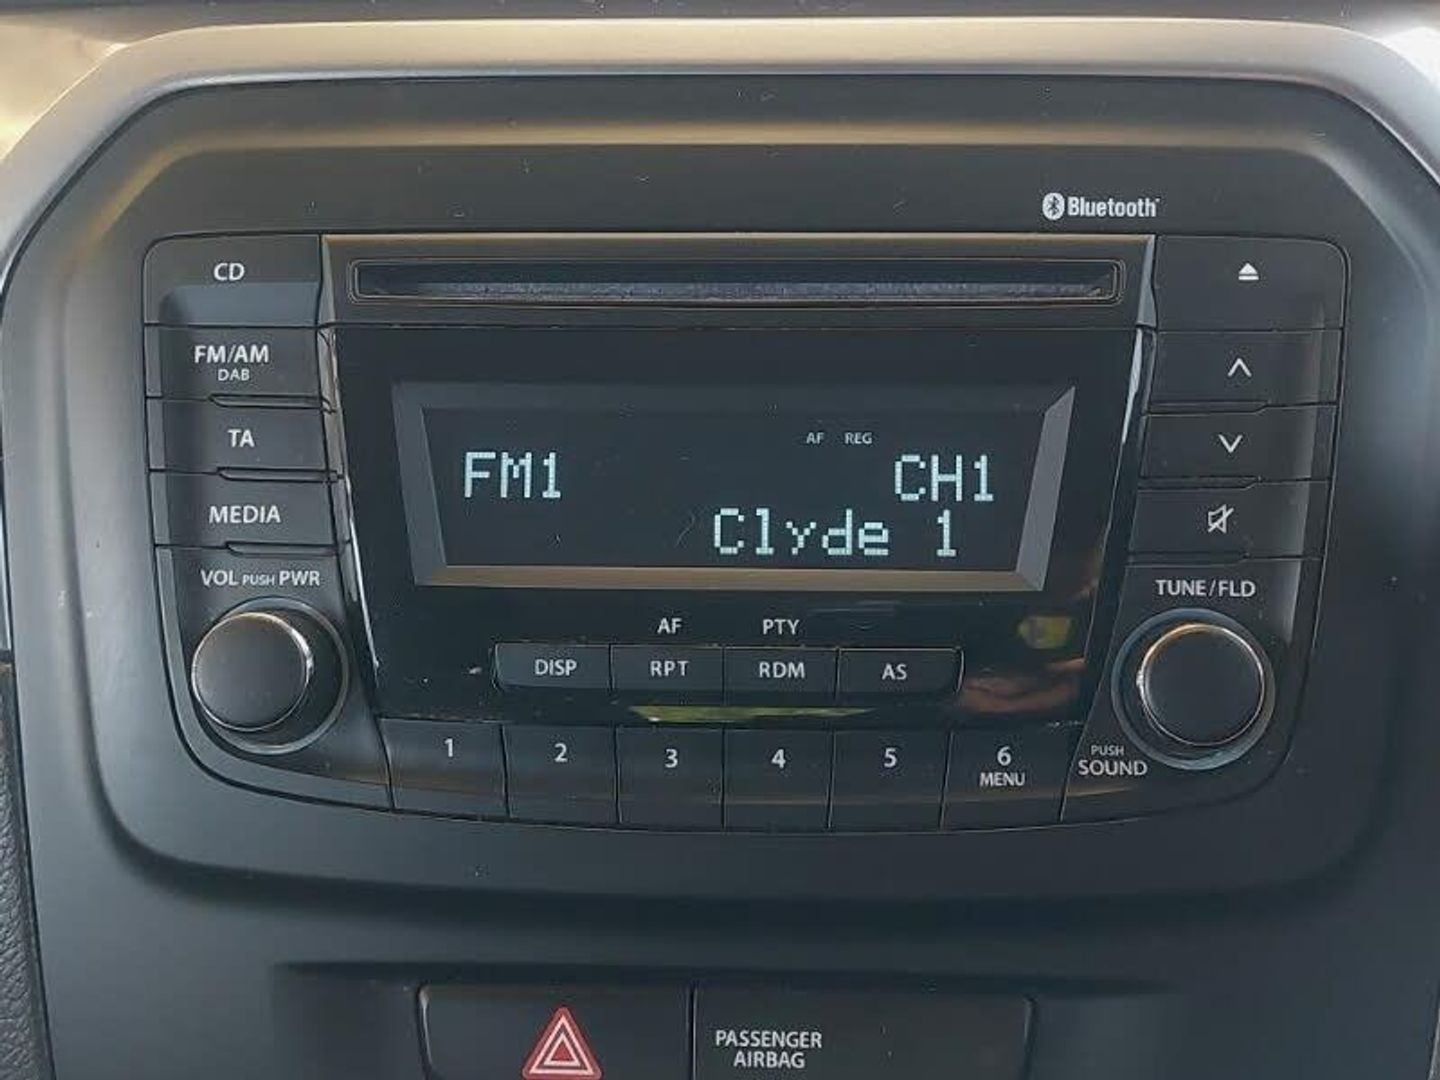 Bluetooth
CD
FM/AM
DAB
TA
MEDIA
VOL PUSH PWR
AF REG
FM1 CH1
Clyde 1
TUNE/FLD
AF PTY
DISP RPT RDM AS
1 2 3 4 5 6
MENU
PUSH
SOUND
PASSENGER
AIRBAG